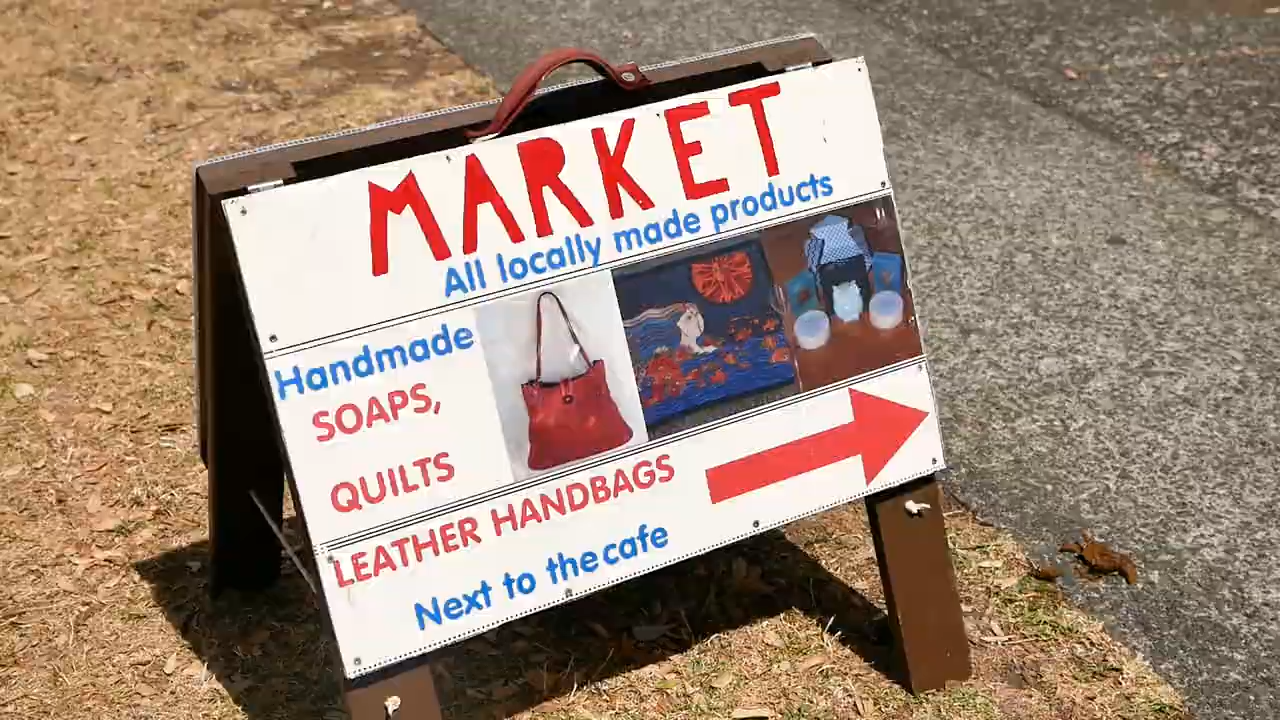 MARKET
All locally made products
Handmade
SOAPS,
QUILTS
LEATHER HANDBAGS
Next to the cafe